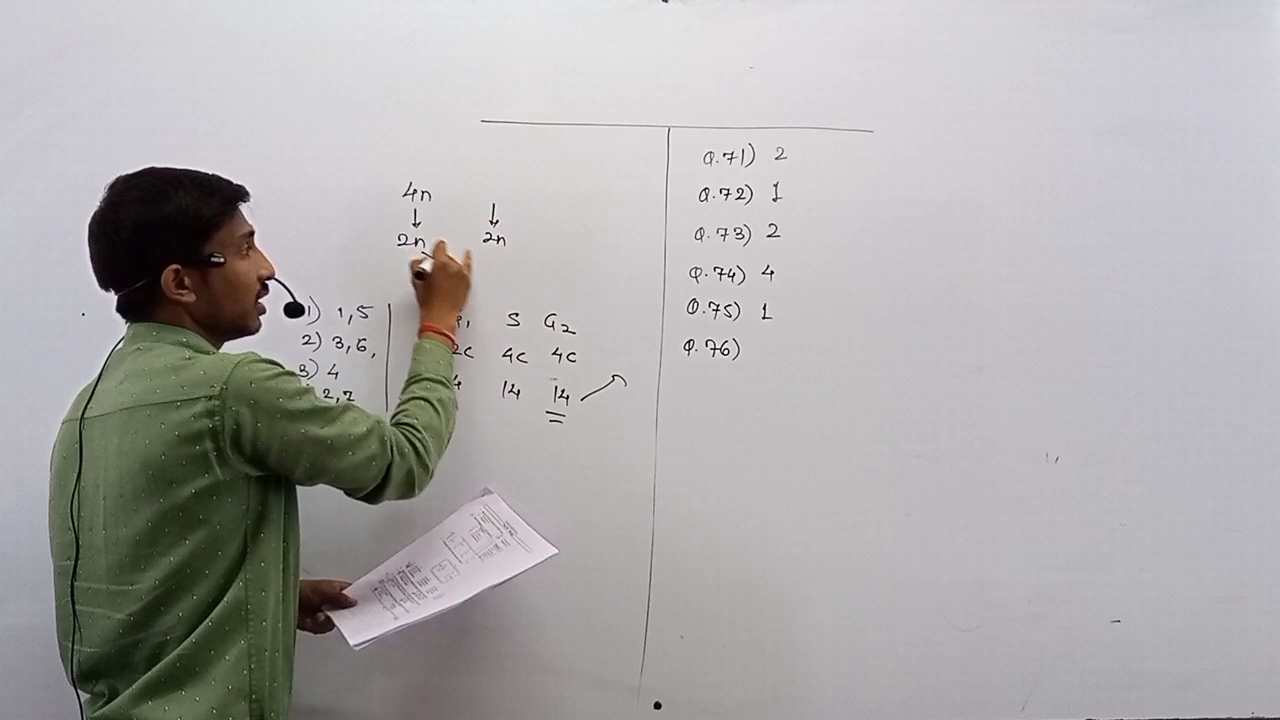 4n
2n 2n
1) 1,5
2) 3,6,
3) 4
2,7
S G2
2C 4C 4C
4 14 14
Q.71) 2
Q.72) 1
Q.73) 2
Q.74) 4
Q.75) 1
Q.76)